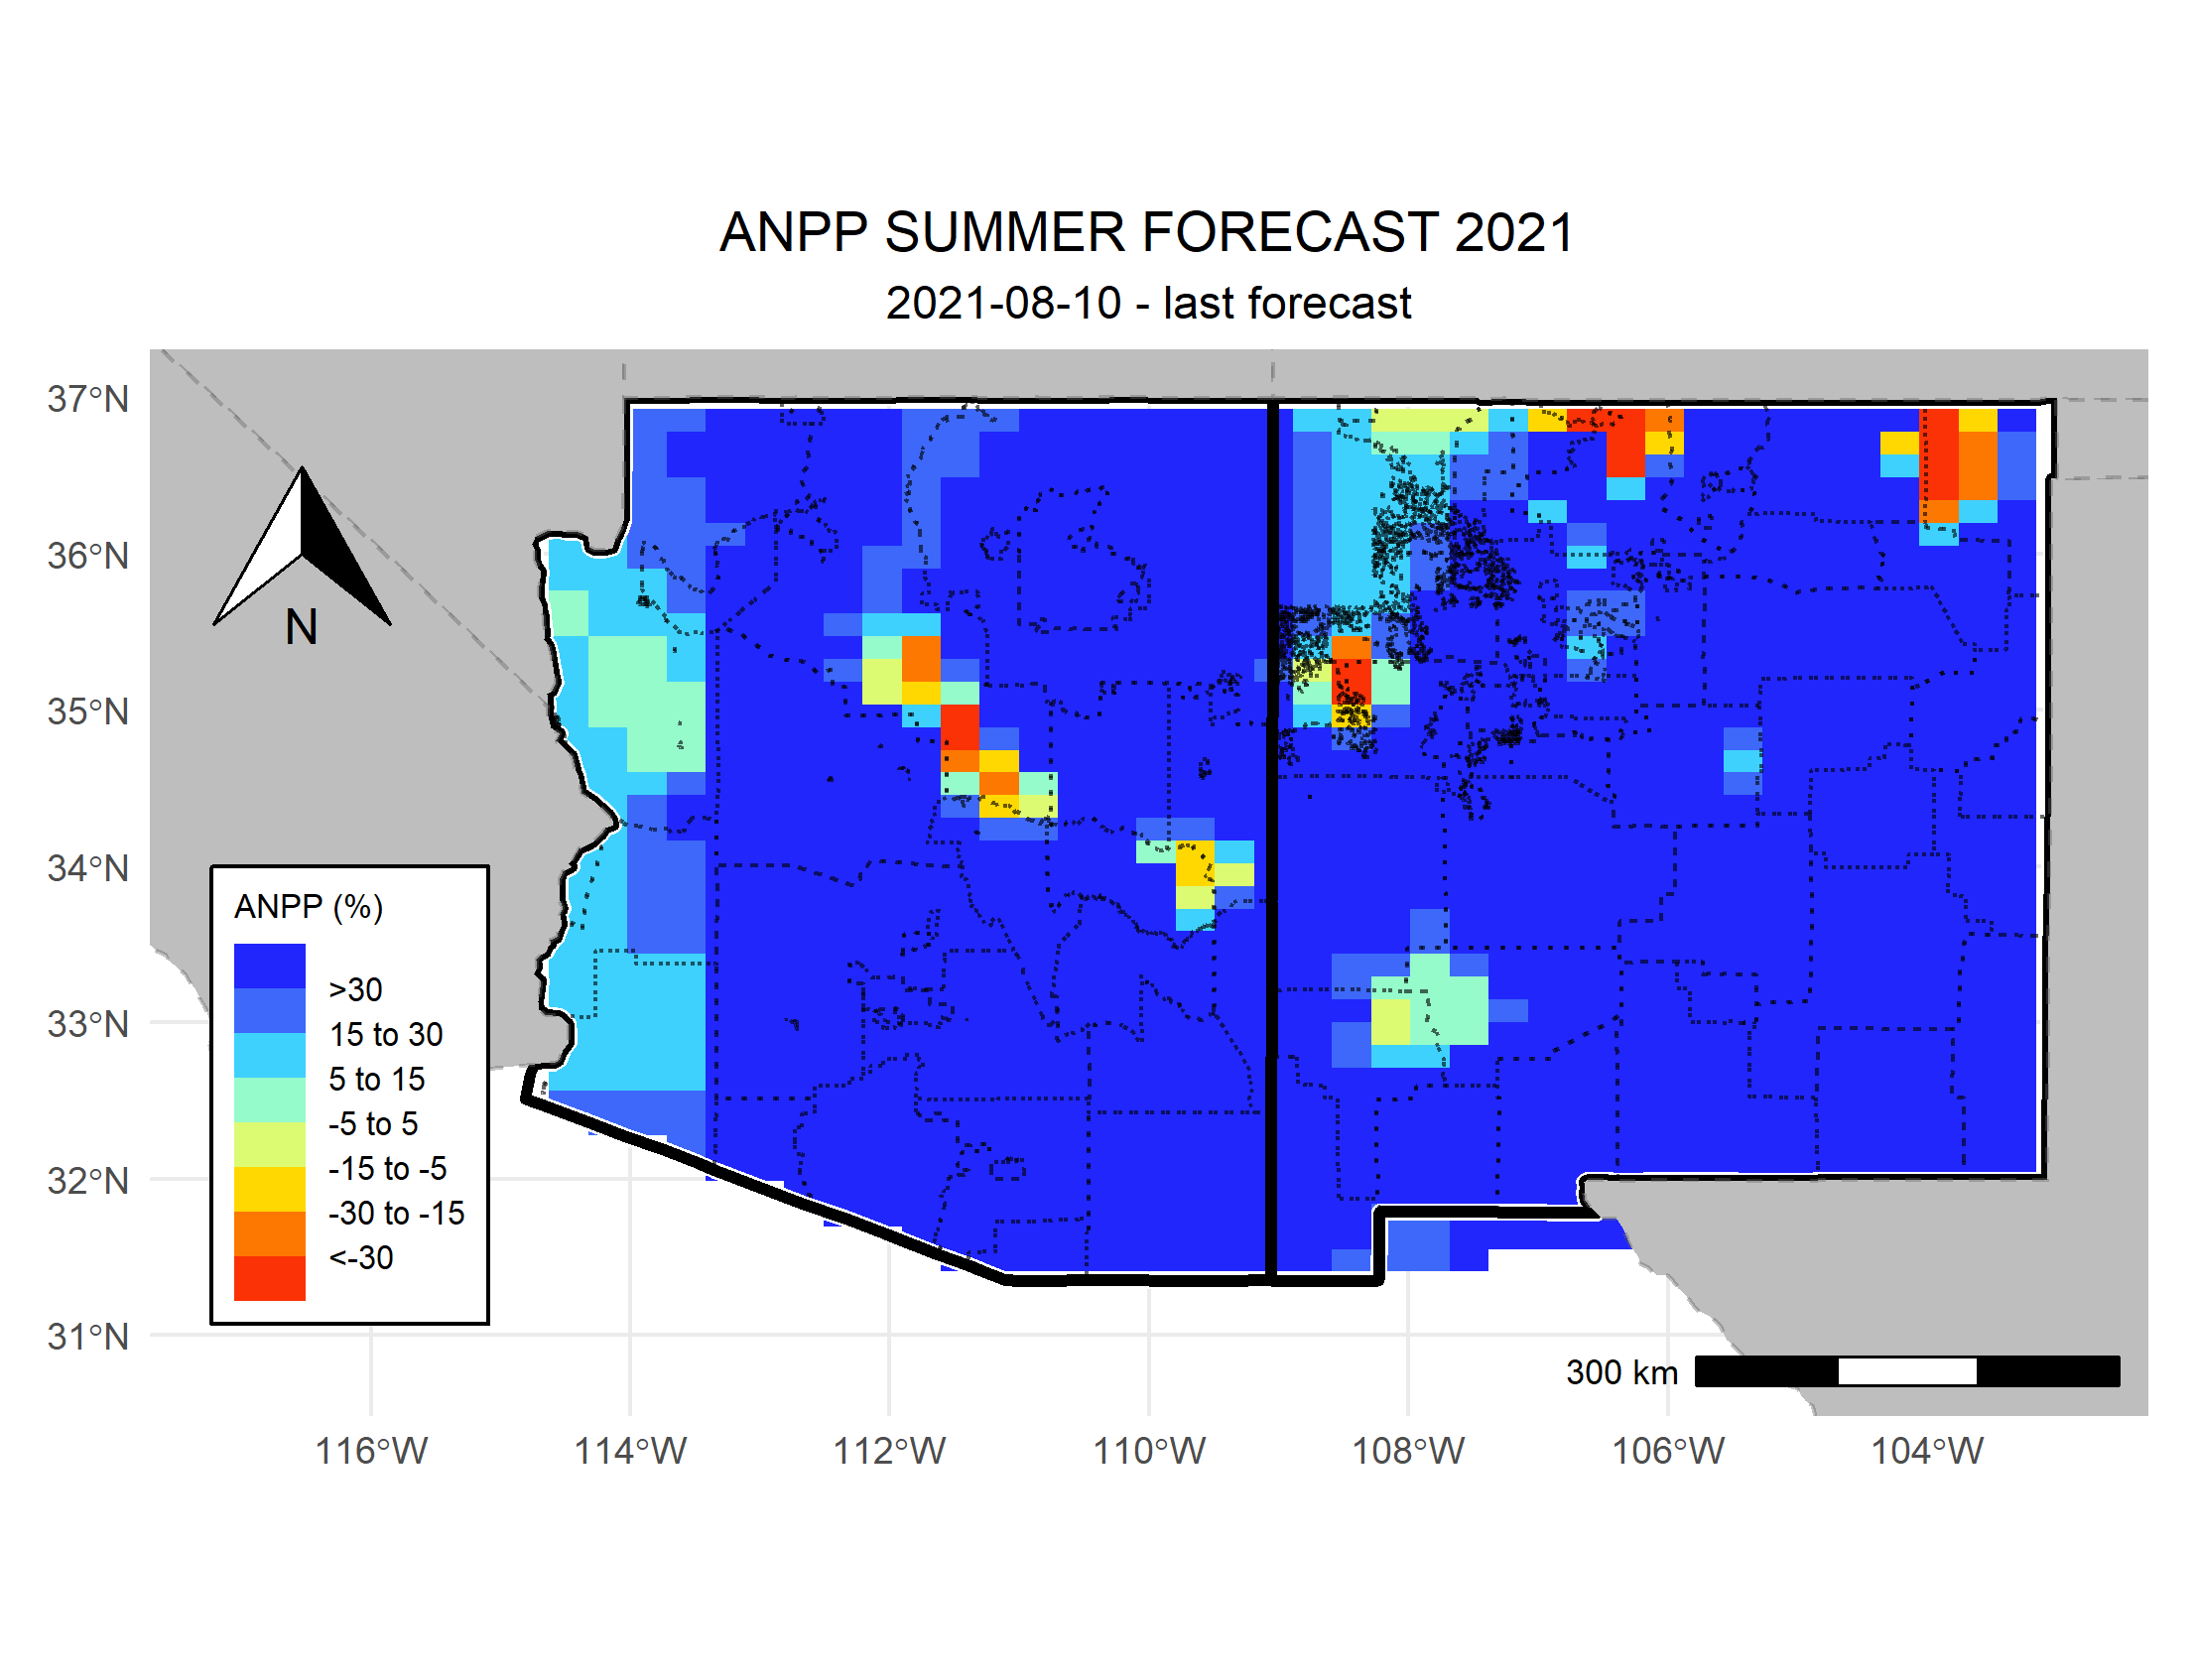 ANPP SUMMER FORECAST 2021
2021-08-10 - last forecast
37°N
36°N
35°N
34°N
33°N
32°N
31°N
N
ANPP (%)
>30
15 to 30
5 to 15
-5 to 5
-15 to -5
-30 to -15
<-30
300 km
116°W
114°W
112°W
110°W
108°W
106°W
104°W